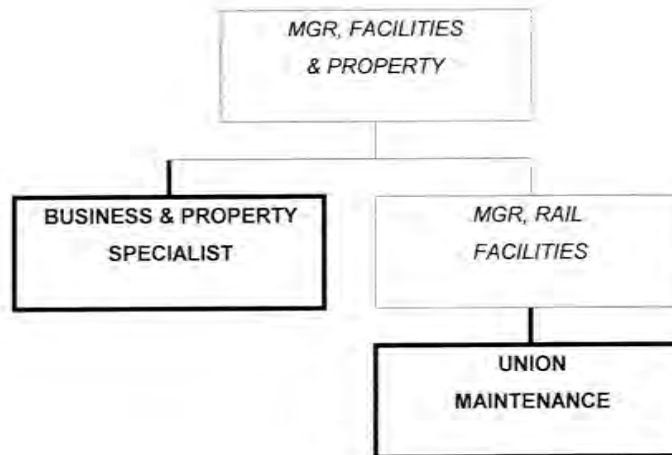 MGR, FACILITIES
& PROPERTY
BUSINESS & PROPERTY
SPECIALIST
MGR, RAIL
FACILITIES
UNION
MAINTENANCE